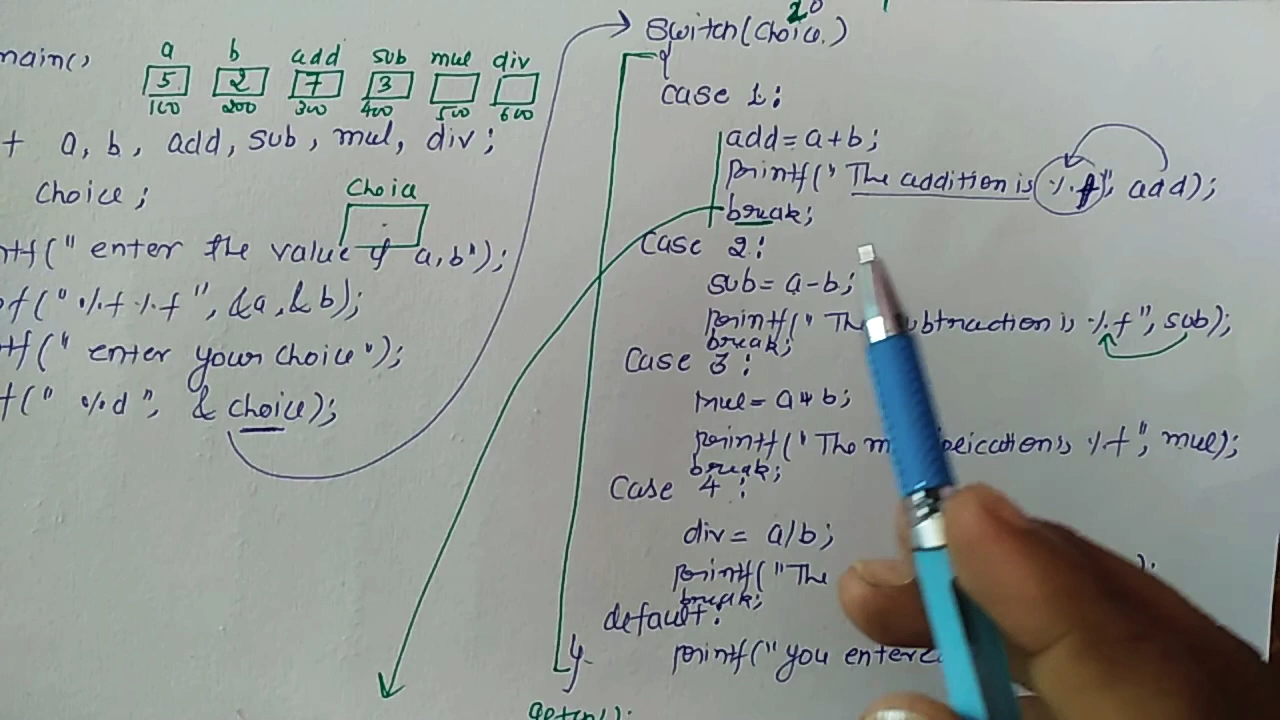 main()
a b add sub mul div
5 2 7 3
100 200 300 400 500 600
a, b, add, sub, mul, div;
choice;
Choice
(" enter the value of a,b");
f(" %f %f ", &a, &b);
f(" enter your choice");
(" %d ", & choice);
20
switch(choice)
{
case 1:
add = a+b;
printf(" The addition is %f", add);
break;
case 2:
sub = a-b;
printf(" The subtraction is %f", sub);
break;
case 3:
mul = a*b;
printf(" The m plication is %f", mul);
break;
case 4:
div = a/b;
printf("The
break;
default:
printf("you entere
}
getch();